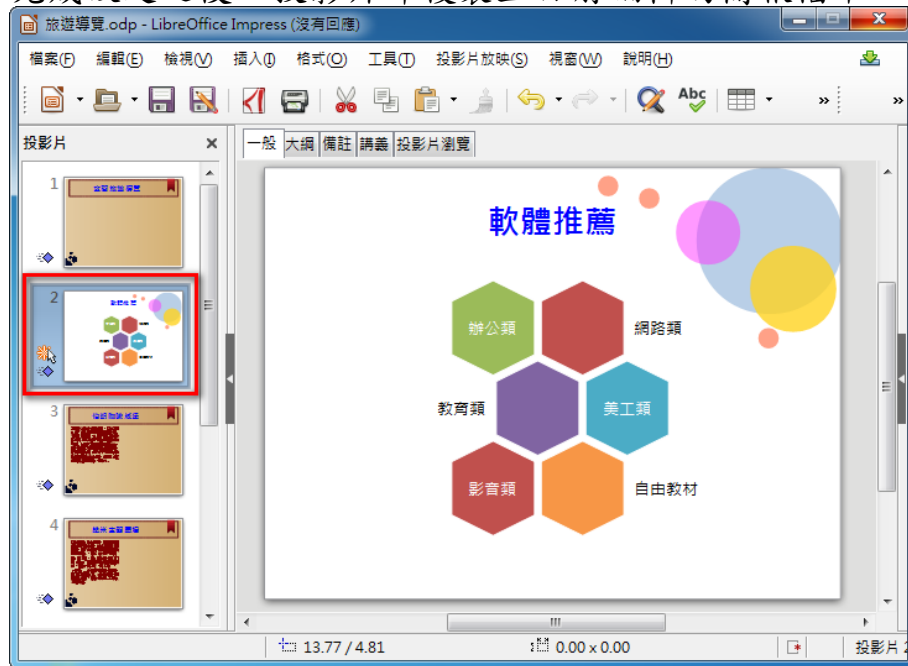 旅遊導覽.odp - LibreOffice Impress (沒有回應)
檔案(F) 編輯(E) 檢視(V) 插入(I) 格式(O) 工具(T) 投影片放映(S) 視窗(W) 說明(H)
Abc » »
投影片 × 一般 大綱 備註 講義 投影片瀏覽
1
2
3
4
軟體推薦
辦公類 網路類
教育類 美工類
影音類 自由教材
13.77 / 4.81 0.00 x 0.00 投影片 2